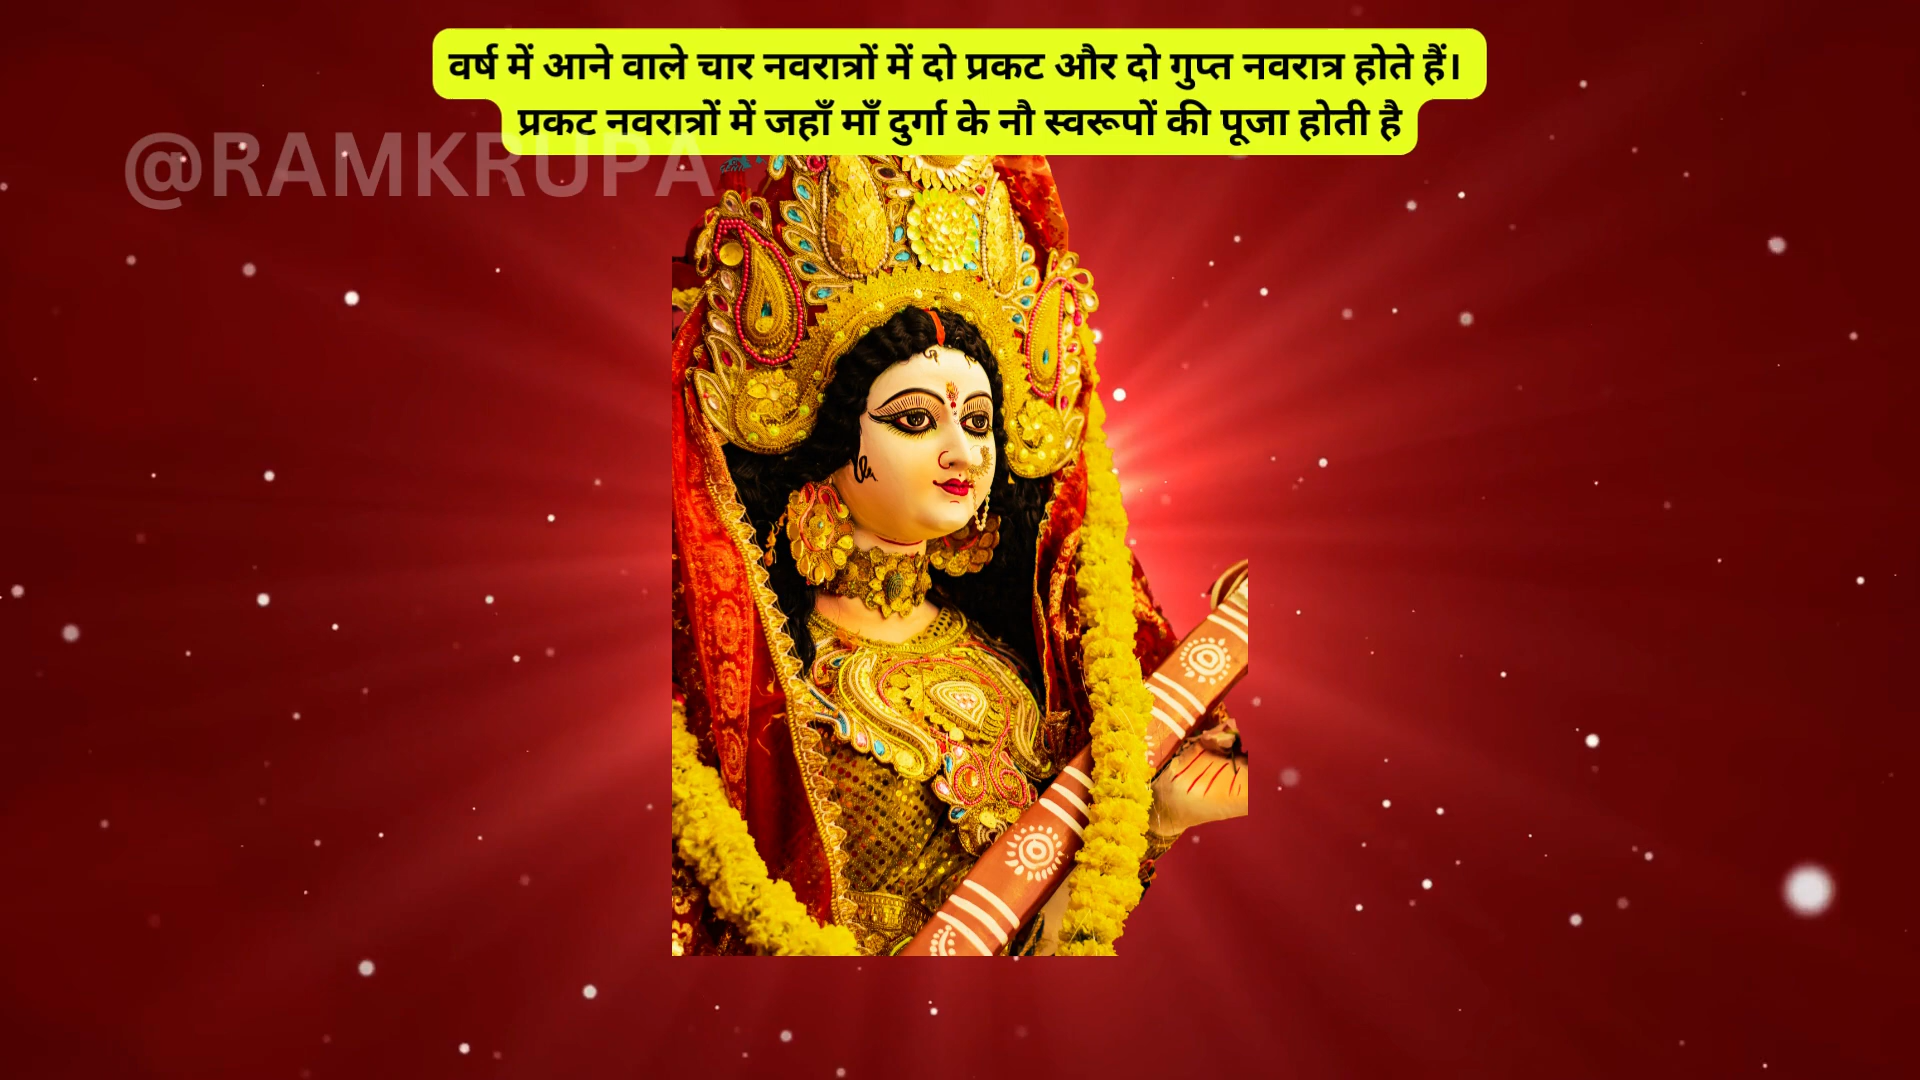 वर्ष में आने वाले चार नवरात्रों में दो प्रकट और दो गुप्त नवरात्र होते हैं।
प्रकट नवरात्रों में जहाँ माँ दुर्गा के नौ स्वरूपों की पूजा होती है
@RAMKRUPA